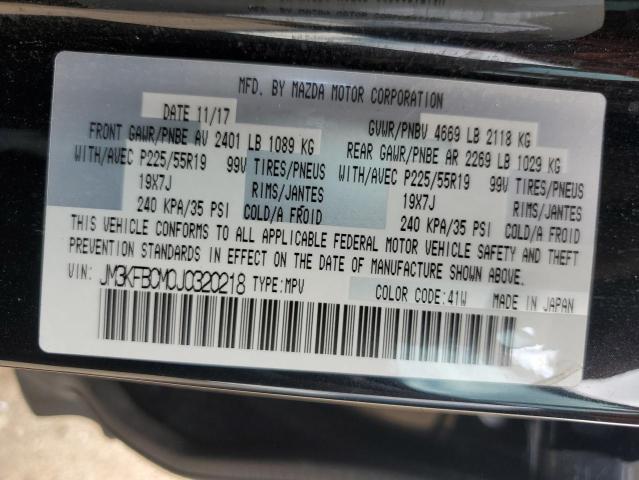 MFD. BY MAZDA MOTOR CORPORATION
DATE 11/17 GVWR/PNBV 4669 LB 2118 KG
FRONT GAWR/PNBE AV 2401 LB 1089 KG REAR GAWR/PNBE AR 2269 LB 1029 KG
WITH/AVEC P225/55R19 99V TIRES/PNEUS WITH/AVEC P225/55R19 99V TIRES/PNEUS
19X7J RIMS/JANTES 19X7J RIMS/JANTES
240 KPA/35 PSI COLD/A FROID 240 KPA/35 PSI COLD/A FROID
THIS VEHICLE CONFORMS TO ALL APPLICABLE FEDERAL MOTOR VEHICLE SAFETY AND THEFT
PREVENTION STANDARDS IN EFFECT ON THE DATE OF MANUFACTURE SHOWN ABOVE.
VIN: JM3KFBCM0J0320218 TYPE:MPV COLOR CODE:41W MADE IN JAPAN